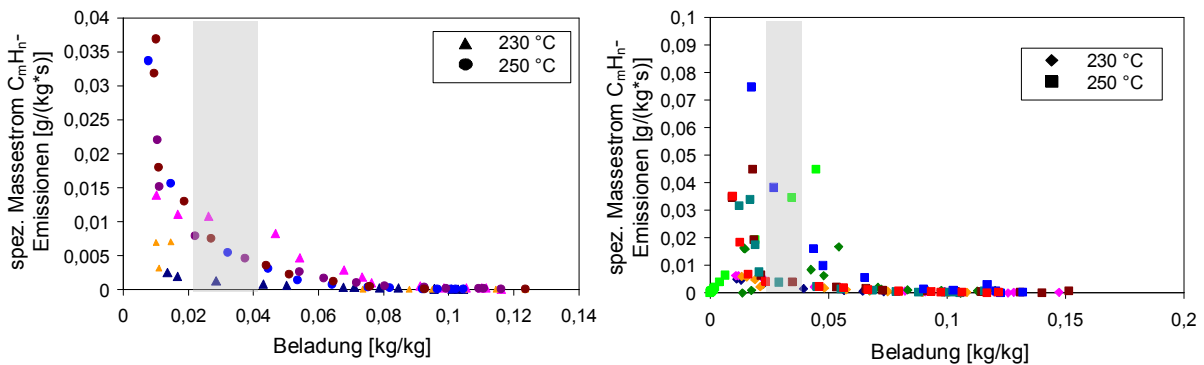 spez. Massestrom CₘHₙ-
Emissionen [g/(kg*s)]
0,04
0,035
0,03
0,025
0,02
0,015
0,01
0,005
0
230 °C
250 °C
0 0,02 0,04 0,06 0,08 0,1 0,12 0,14
Beladung [kg/kg]
spez. Massestrom CₘHₙ-
Emissionen [g/(kg*s)]
0,1
0,09
0,08
0,07
0,06
0,05
0,04
0,03
0,02
0,01
0
230 °C
250 °C
0 0,05 0,1 0,15 0,2
Beladung [kg/kg]